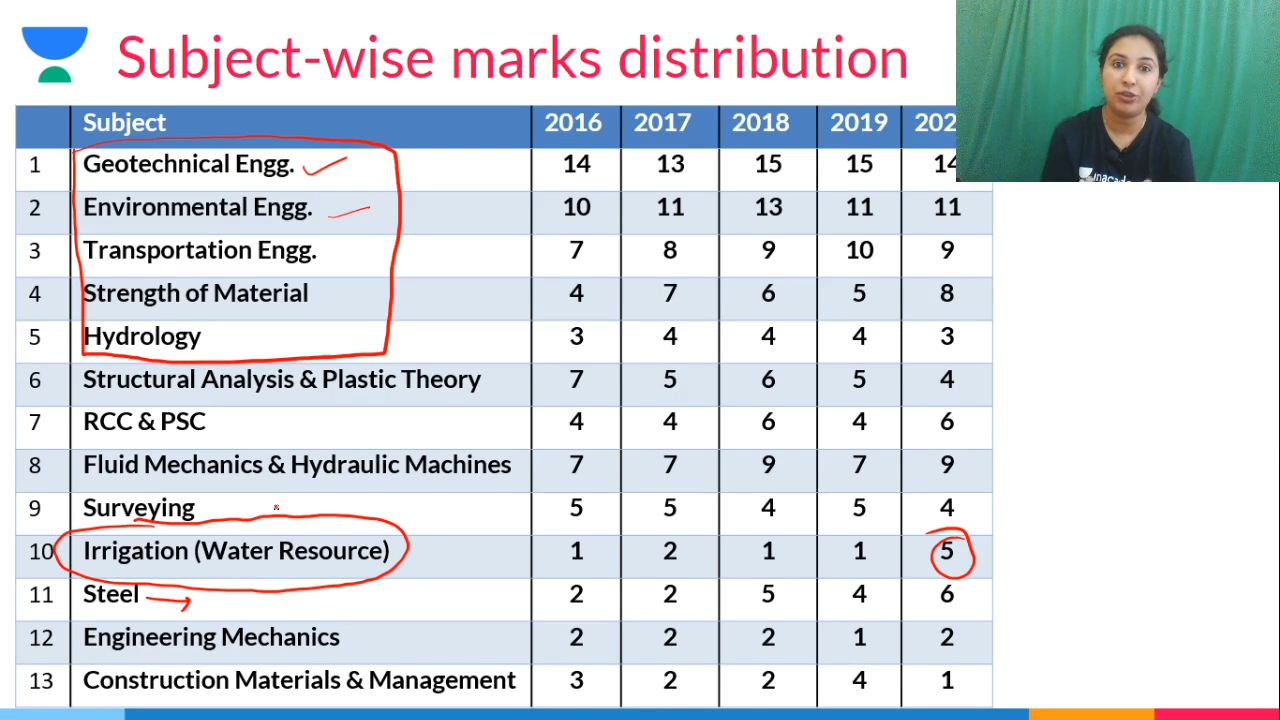 Subject-wise marks distribution
Subject 2016 2017 2018 2019 202
1 Geotechnical Engg. 14 13 15 15 14
2 Environmental Engg. 10 11 13 11 11
3 Transportation Engg. 7 8 9 10 9
4 Strength of Material 4 7 6 5 8
5 Hydrology 3 4 4 4 3
6 Structural Analysis & Plastic Theory 7 5 6 5 4
7 RCC & PSC 4 4 6 4 6
8 Fluid Mechanics & Hydraulic Machines 7 7 9 7 9
9 Surveying 5 5 4 5 4
10 Irrigation (Water Resource) 1 2 1 1 5
11 Steel 2 2 5 4 6
12 Engineering Mechanics 2 2 2 1 2
13 Construction Materials & Management 3 2 2 4 1